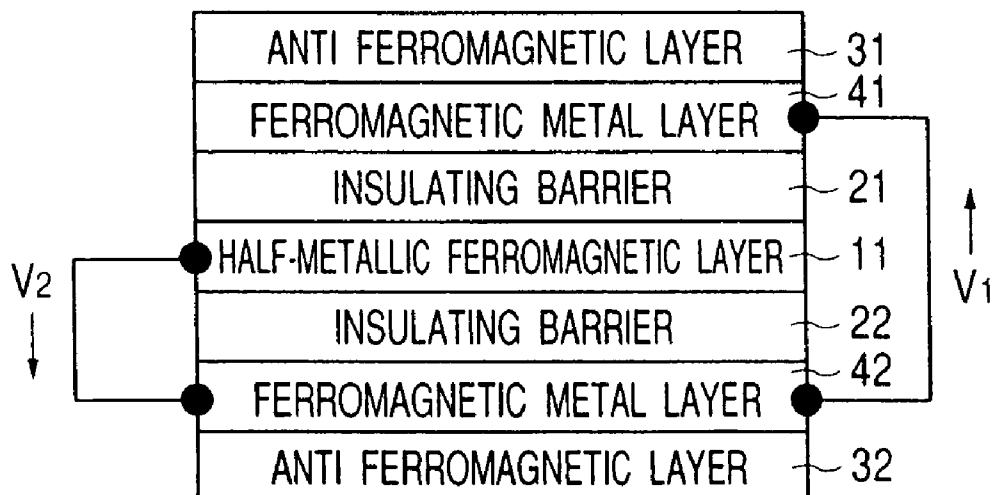 ANTI FERROMAGNETIC LAYER 31
41
FERROMAGNETIC METAL LAYER
INSULATING BARRIER 21
HALF-METALLIC FERROMAGNETIC LAYER 11
V2
V1
INSULATING BARRIER 22
42
FERROMAGNETIC METAL LAYER
ANTI FERROMAGNETIC LAYER 32